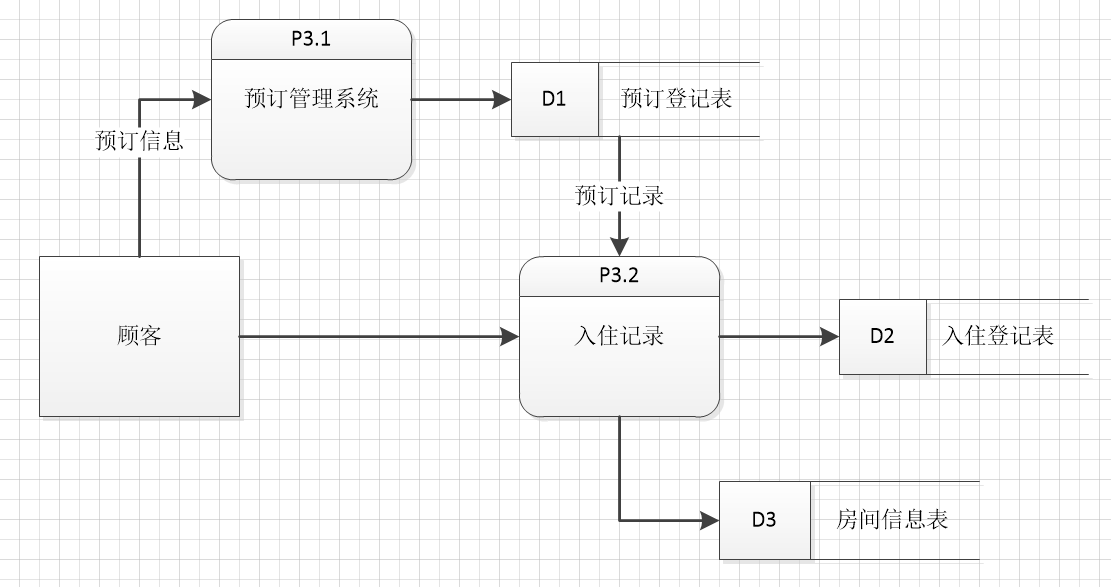 P3.1
预订管理系统
D1
预订登记表
预订信息
预订记录
P3.2
顾客
入住记录
D2
入住登记表
D3
房间信息表